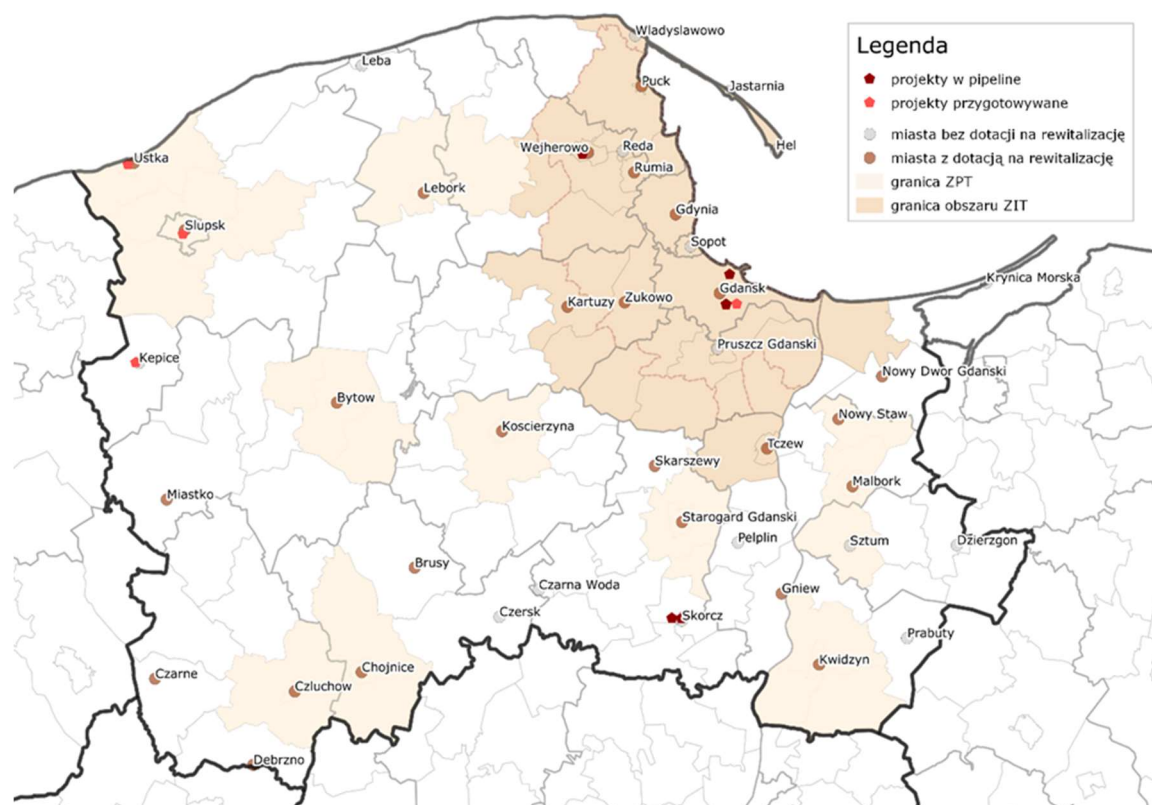 Wladyslawowo
Leba
Puck
Jastarnia
Hel
Ustka
Wejherowo
Reda
Rumia
Lebork
Gdynia
Slupsk
Sopot
Krynica Morska
Gdansk
Kartuzy
Zukowo
Pruszcz Gdanski
Kepice
Nowy Dwor Gdanski
Bytow
Nowy Staw
Koscierzyna
Tczew
Skarszewy
Malbork
Miastko
Starogard Gdanski
Pelplin
Sztum
Dzierzgon
Brusy
Czarna Woda
Gniew
Czersk
Skorcz
Prabuty
Kwidzyn
Chojnice
Czarne
Czluchow
Debrzno
Legenda
projekty w pipeline
projekty przygotowywane
miasta bez dotacji na rewitalizację
miasta z dotacją na rewitalizację
granica ZPT
granica obszaru ZIT